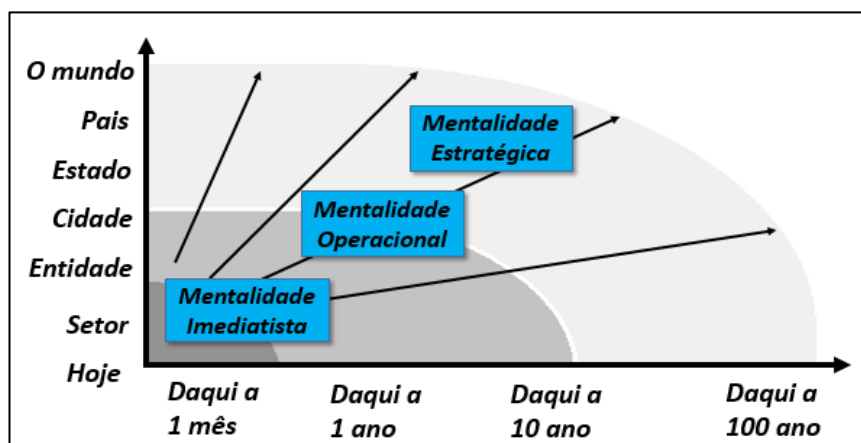 O mundo
Pais
Estado
Cidade
Entidade
Setor
Hoje
Mentalidade
Estratégica
Mentalidade
Operacional
Mentalidade
Imediatista
Daqui a
1 mês
Daqui a
1 ano
Daqui a
10 ano
Daqui a
100 ano